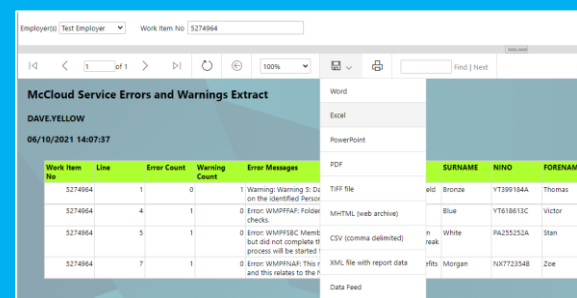 Employer(s) Test Employer Work Item No 5274964
1 of 1 100% Find | Next
McCloud Service Errors and Warnings Extract
DAVE.YELLOW
06/10/2021 14:07:37
Word
Excel
PowerPoint
PDF
TIFF file
MHTML (web archive)
CSV (comma delimited)
XML file with report data
Data Feed
Work Item No Line Error Count Warning Count Error Messages SURNAME NINO FORENAM
5274964 1 0 1 Warning: Warning 5: Da eld Bronze YT399184A Thomas
on the identified Person
5274964 4 1 0 Error: WMPFFAF: Folder Blue YT618613C Victor
checks.
5274964 5 1 0 Error: WMPFSBC Memb n White PA255252A Stan
but did not complete th reak
process will be started
5274964 7 1 0 Error: WMPFNAF: This r efits Morgan NX772354B Zoe
and this relates to the N